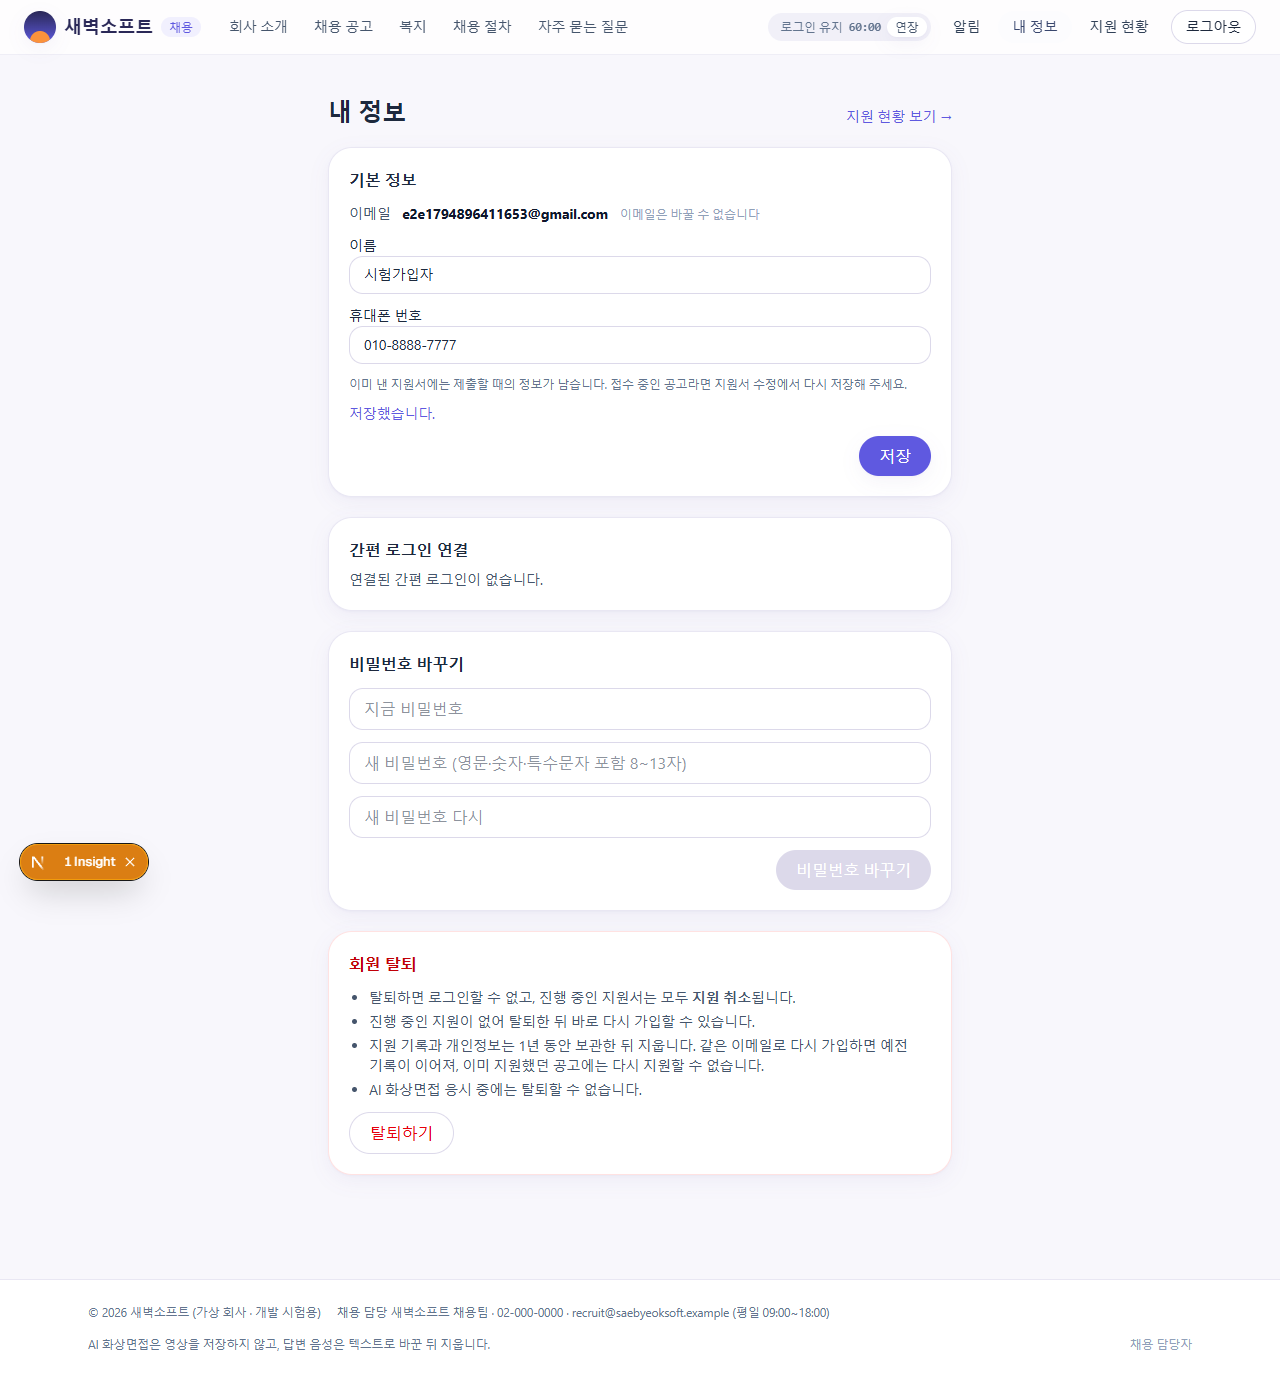 새벽소프트 채용 회사 소개 채용 공고 복지 채용 절차 자주 묻는 질문 로그인 유지 60:00 연장 알림 내 정보 지원 현황 로그아웃
내 정보
지원 현황 보기 →
기본 정보
이메일 e2e1794896411653@gmail.com 이메일은 바꿀 수 없습니다
이름
시험가입자
휴대폰 번호
010-8888-7777
이미 낸 지원서에는 제출할 때의 정보가 남습니다. 접수 중인 공고라면 지원서 수정에서 다시 저장해 주세요.
저장했습니다.
저장
간편 로그인 연결
연결된 간편 로그인이 없습니다.
비밀번호 바꾸기
지금 비밀번호
새 비밀번호 (영문·숫자·특수문자 포함 8~13자)
새 비밀번호 다시
비밀번호 바꾸기
N 1 Insight ×
회원 탈퇴
• 탈퇴하면 로그인할 수 없고, 진행 중인 지원서는 모두 지원 취소됩니다.
• 진행 중인 지원이 없어 탈퇴한 뒤 바로 다시 가입할 수 있습니다.
• 지원 기록과 개인정보는 1년 동안 보관한 뒤 지웁니다. 같은 이메일로 다시 가입하면 예전
기록이 이어져, 이미 지원했던 공고에는 다시 지원할 수 없습니다.
• AI 화상면접 응시 중에는 탈퇴할 수 없습니다.
탈퇴하기
© 2026 새벽소프트 (가상 회사 · 개발 시험용) 채용 담당 새벽소프트 채용팀 · 02-000-0000 · recruit@saebyeoksoft.example (평일 09:00~18:00)
AI 화상면접은 영상을 저장하지 않고, 답변 음성은 텍스트로 바꾼 뒤 지웁니다.
채용 담당자